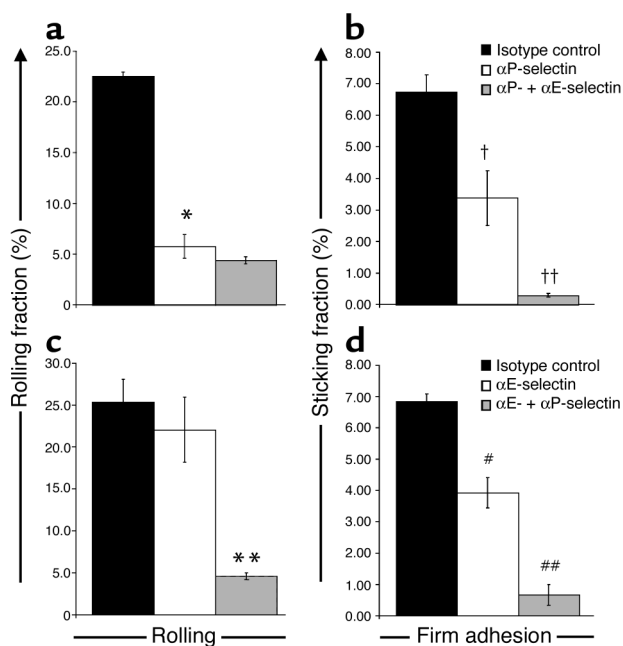 a
25.0
20.0
15.0
10.0
5.0
0
*
Rolling fraction (%)
b
8.00
7.00
6.00
5.00
4.00
3.00
2.00
1.00
0.00
Isotype control
αP-selectin
αP- + αE-selectin
†
††
Sticking fraction (%)
c
30.0
25.0
20.0
15.0
10.0
5.0
0
**
Rolling
d
8.00
7.00
6.00
5.00
4.00
3.00
2.00
1.00
0.00
Isotype control
αE-selectin
αE- + αP-selectin
#
##
Firm adhesion